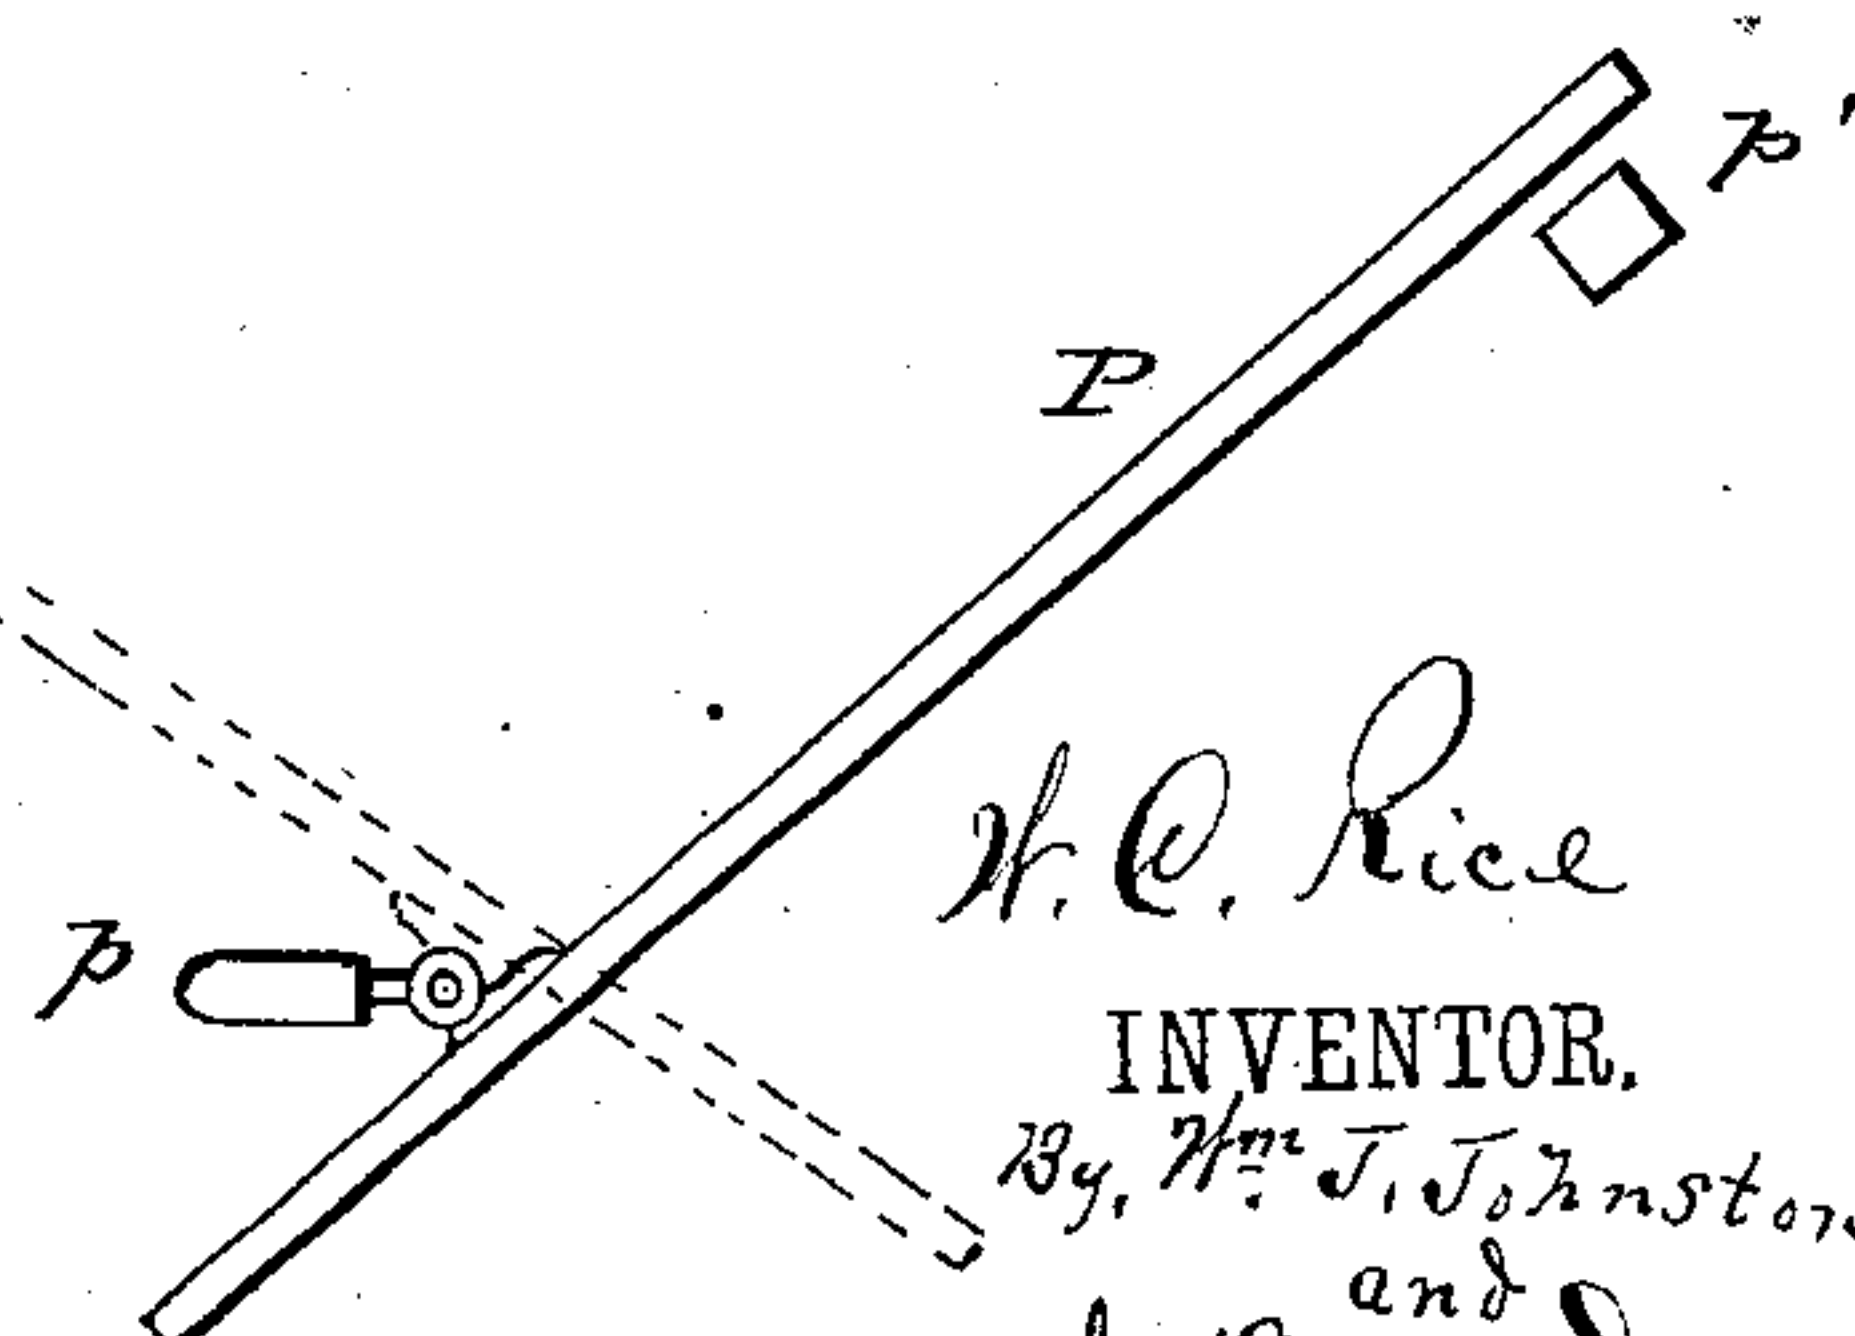 p'
P
W. C. Rice
p
INVENTOR.
By, Wm. J. Johnston
and